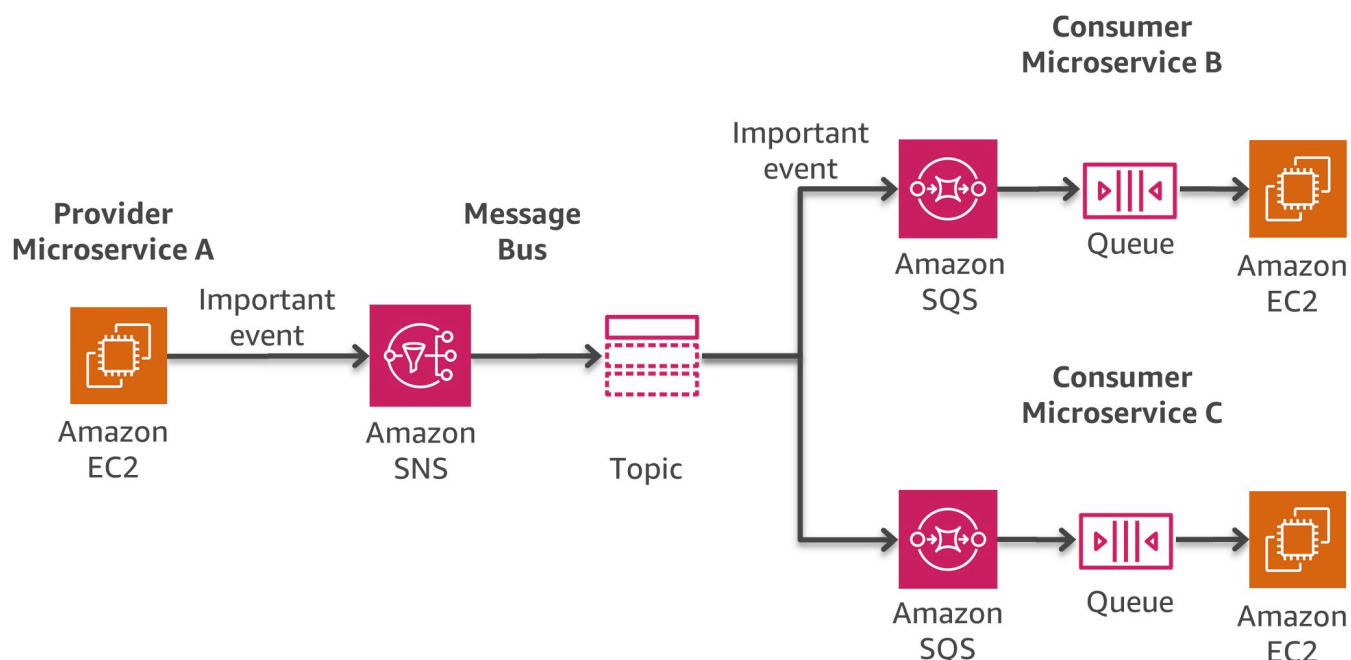 Consumer
Microservice B
Important
event
Provider
Microservice A
Message
Bus
Amazon
SQS
Queue
Amazon
EC2
Important
event
Amazon
EC2
Amazon
SNS
Topic
Consumer
Microservice C
Amazon
SQS
Queue
Amazon
EC2